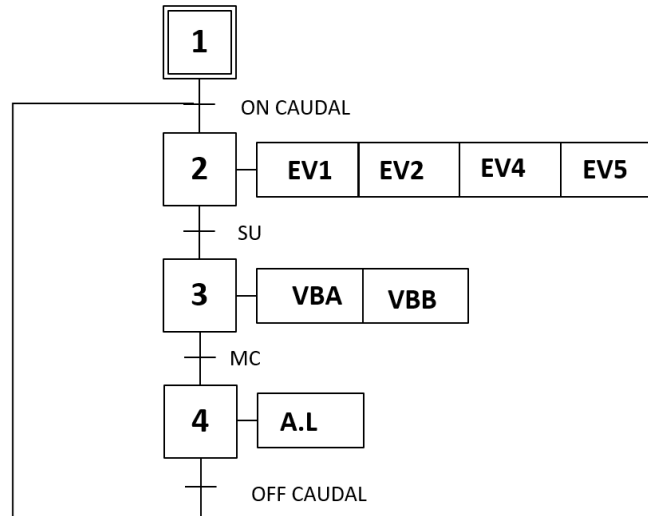 1
ON CAUDAL
2 EV1 EV2 EV4 EV5
SU
3 VBA VBB
MC
4 A.L
OFF CAUDAL